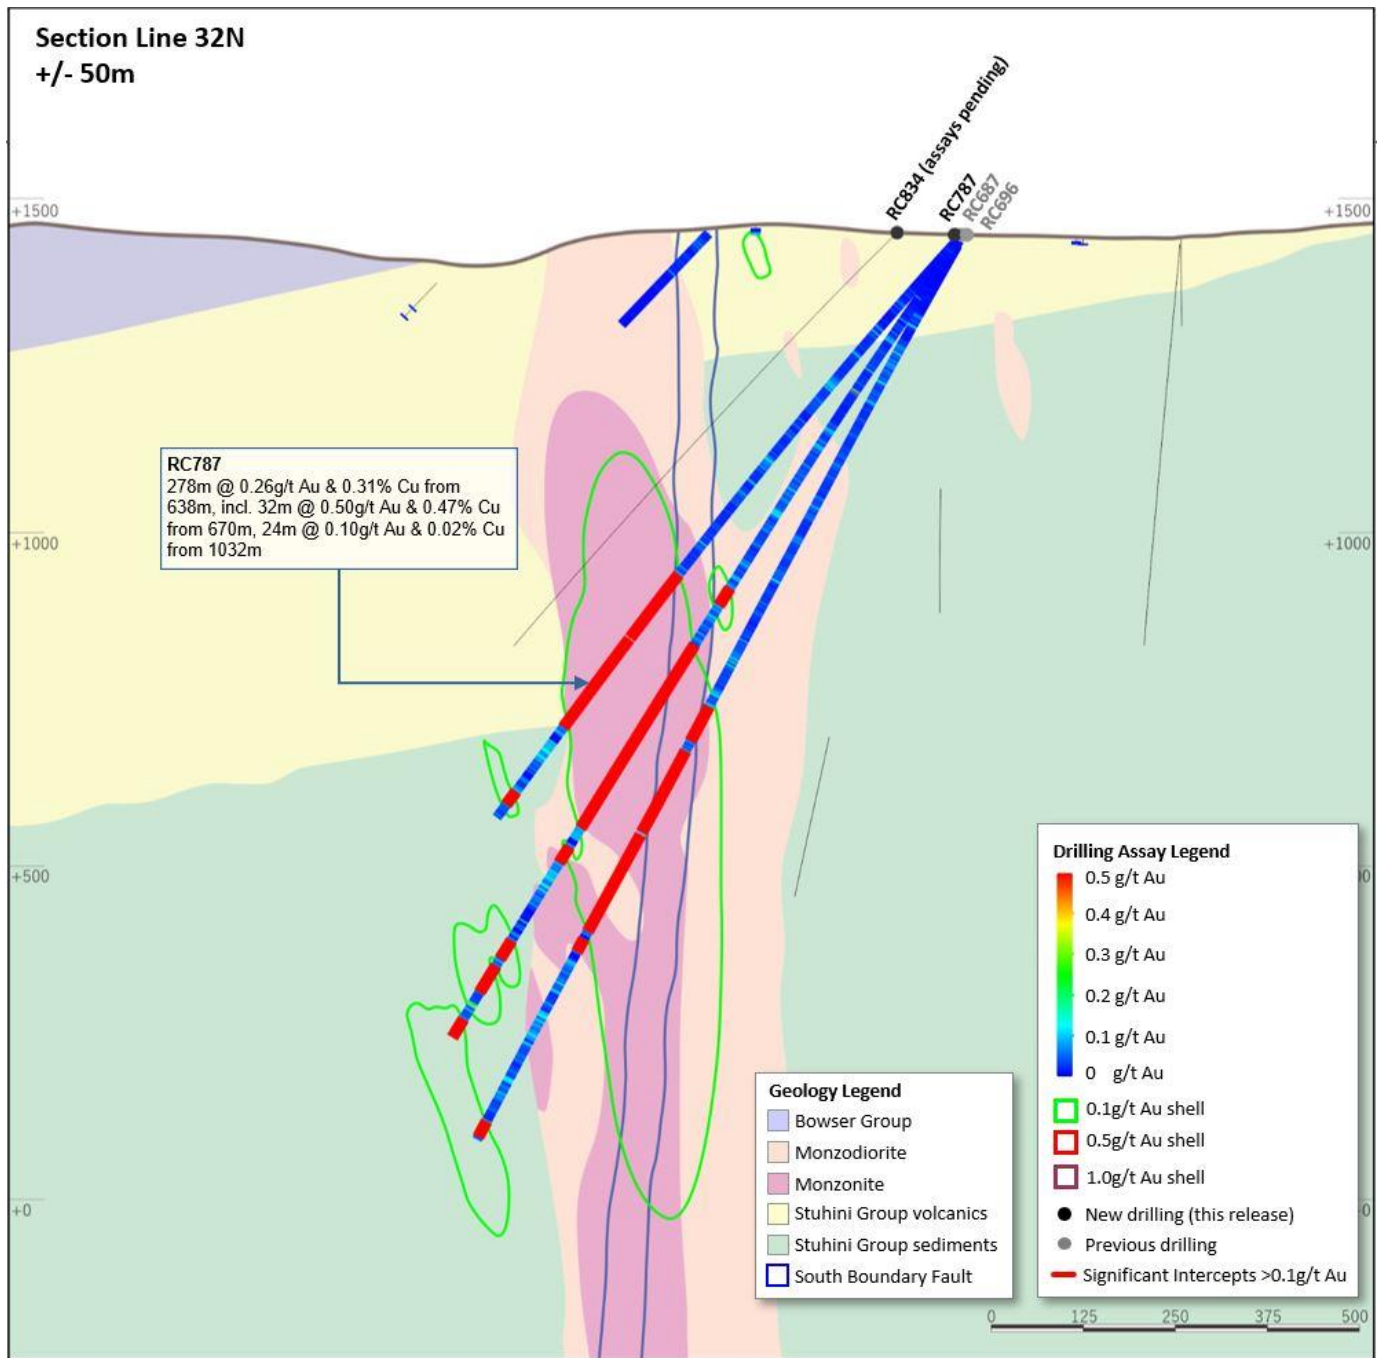 Section Line 32N
+/- 50m
RC834 (assays pending)
RC787
RC687
RC696
+1500
+1500
RC787
278m @ 0.26g/t Au & 0.31% Cu from
638m, incl. 32m @ 0.50g/t Au & 0.47% Cu
from 670m, 24m @ 0.10g/t Au & 0.02% Cu
from 1032m
+1000
+1000
+500
+0
Drilling Assay Legend
0.5 g/t Au
0.4 g/t Au
0.3 g/t Au
0.2 g/t Au
0.1 g/t Au
0 g/t Au
0.1g/t Au shell
0.5g/t Au shell
1.0g/t Au shell
New drilling (this release)
Previous drilling
Significant Intercepts >0.1g/t Au
Geology Legend
Bowser Group
Monzodiorite
Monzonite
Stuhini Group volcanics
Stuhini Group sediments
South Boundary Fault
0 125 250 375 500